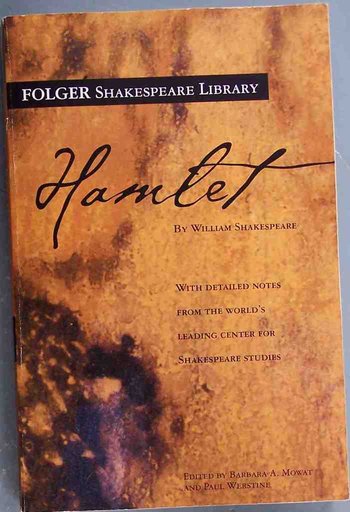 FOLGER SHAKESPEARE LIBRARY
Hamlet
BY WILLIAM SHAKESPEARE
WITH DETAILED NOTES
FROM THE WORLD'S
LEADING CENTER FOR
SHAKESPEARE STUDIES
EDITED BY BARBARA A. MOWAT
AND PAUL WERSTINE